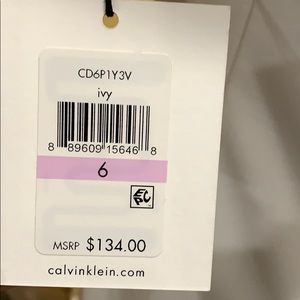 CD6P1Y3V
ivy
8 89609 15646 8
6
MSRP $134.00
calvinklein.com